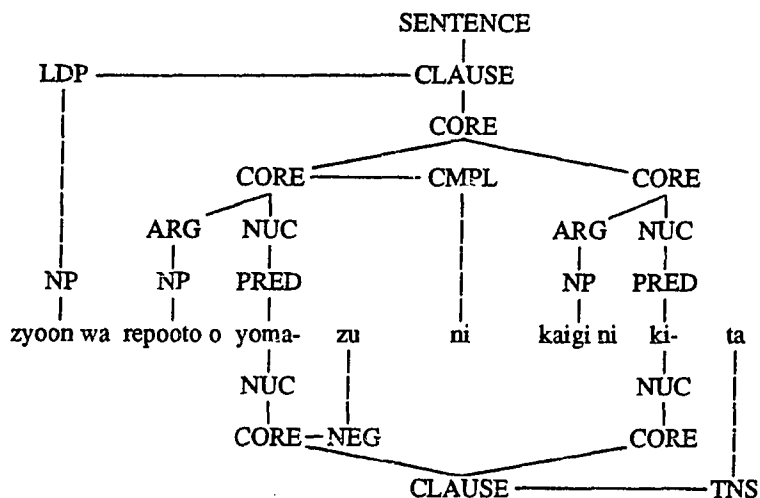 SENTENCE
LDP CLAUSE
CORE
CORE CMPL CORE
ARG NUC ARG NUC
NP NP PRED NP PRED
zyoon wa repooto o yoma- zu ni kaigi ni ki- ta
NUC NUC
CORE NEG CORE
CLAUSE TNS